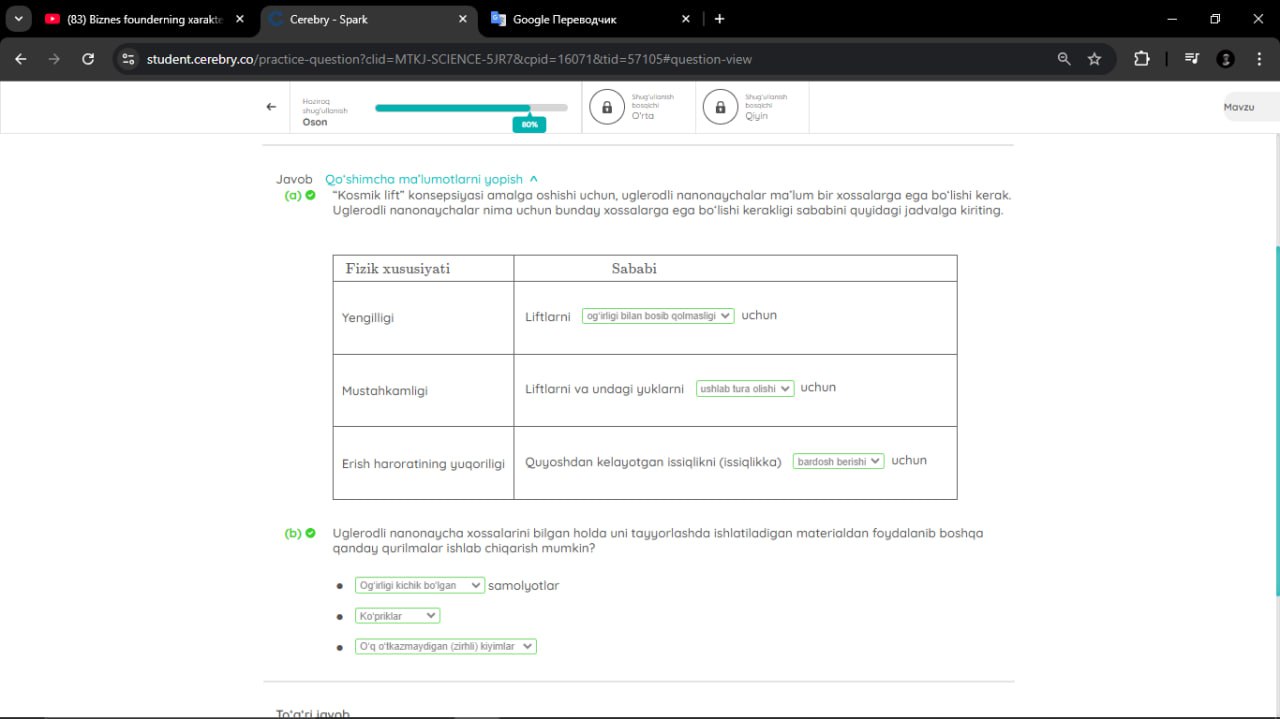 (83) Biznes founderning xarakte
Cerebry - Spark
Google Переводчик
student.cerebry.co/practice-question?clid=MTKJ-SCIENCE-5JR7&cpid=16071&tid=57105#question-view
Hoziroq
shug'ullanish
Oson
80%
Shug'ullanish
bosqichi
O'rta
Shug'ullanish
bosqichi
Qiyin
Mavzu
Javob Qo'shimcha ma'lumotlarni yopish ^
(a) "Kosmik lift" konsepsiyasi amalga oshishi uchun, uglerodli nanonaychalar ma'lum bir xossalarga ega bo'lishi kerak.
Uglerodli nanonaychalar nima uchun bunday xossalarga ega bo'lishi kerakligi sababini quyidagi jadvalga kiriting.
Fizik xususiyati Sababi
Yengilligi Liftlarni og'irligi bilan bosib qolmasligi uchun
Mustahkamligi Liftlarni va undagi yuklarni ushlab tura olishi uchun
Erish haroratining yuqoriligi Quyoshdan kelayotgan issiqlikni (issiqlikka) bardosh berishi uchun
(b) Uglerodli nanonaycha xossalarini bilgan holda uni tayyorlashda ishlatiladigan materialdan foydalanib boshqa
qanday qurilmalar ishlab chiqarish mumkin?
• Og'irligi kichik bo'lgan samolyotlar
• Ko'priklar
• O'q o'tkazmaydigan (zirhli) kiyimlar
To'g'ri javob